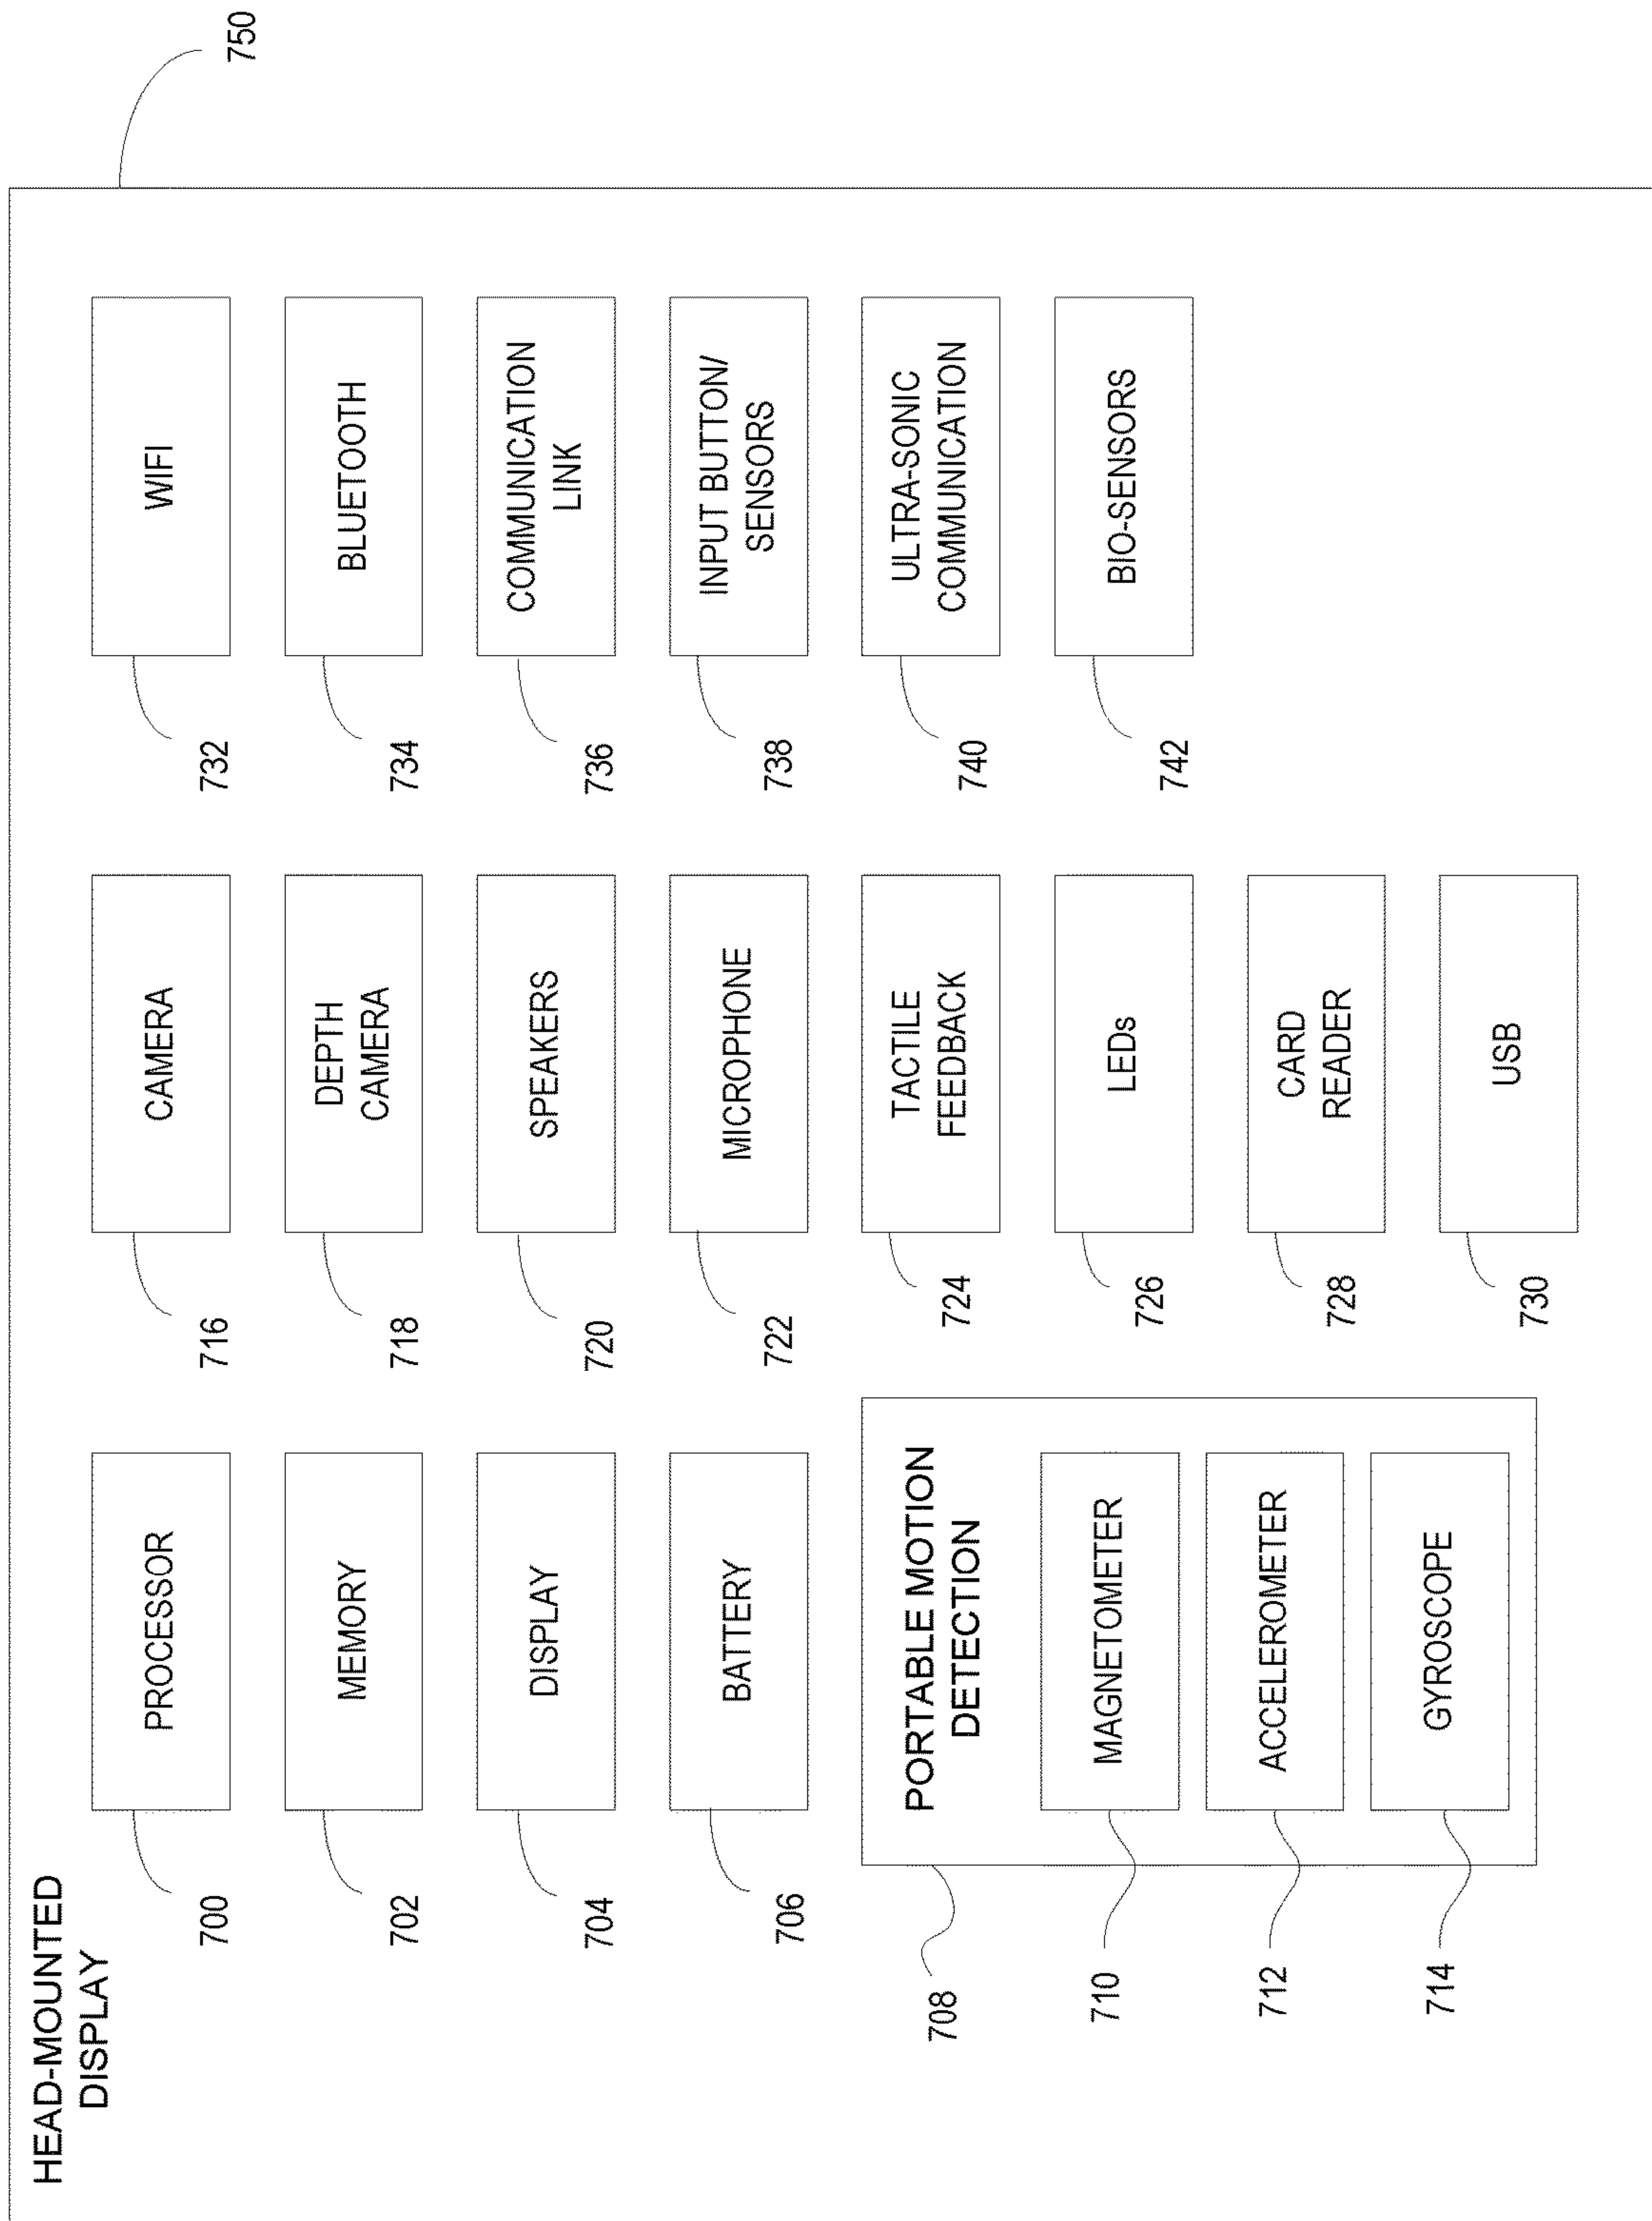 HEAD-MOUNTED
DISPLAY
750
700
PROCESSOR
702
MEMORY
704
DISPLAY
706
BATTERY
708
PORTABLE MOTION
DETECTION
710
MAGNETOMETER
712
ACCELEROMETER
714
GYROSCOPE
716
CAMERA
718
DEPTH
CAMERA
720
SPEAKERS
722
MICROPHONE
724
TACTILE
FEEDBACK
726
LEDs
728
CARD
READER
730
USB
732
WIFI
734
BLUETOOTH
736
COMMUNICATION
LINK
738
INPUT BUTTON/
SENSORS
740
ULTRA-SONIC
COMMUNICATION
742
BIO-SENSORS